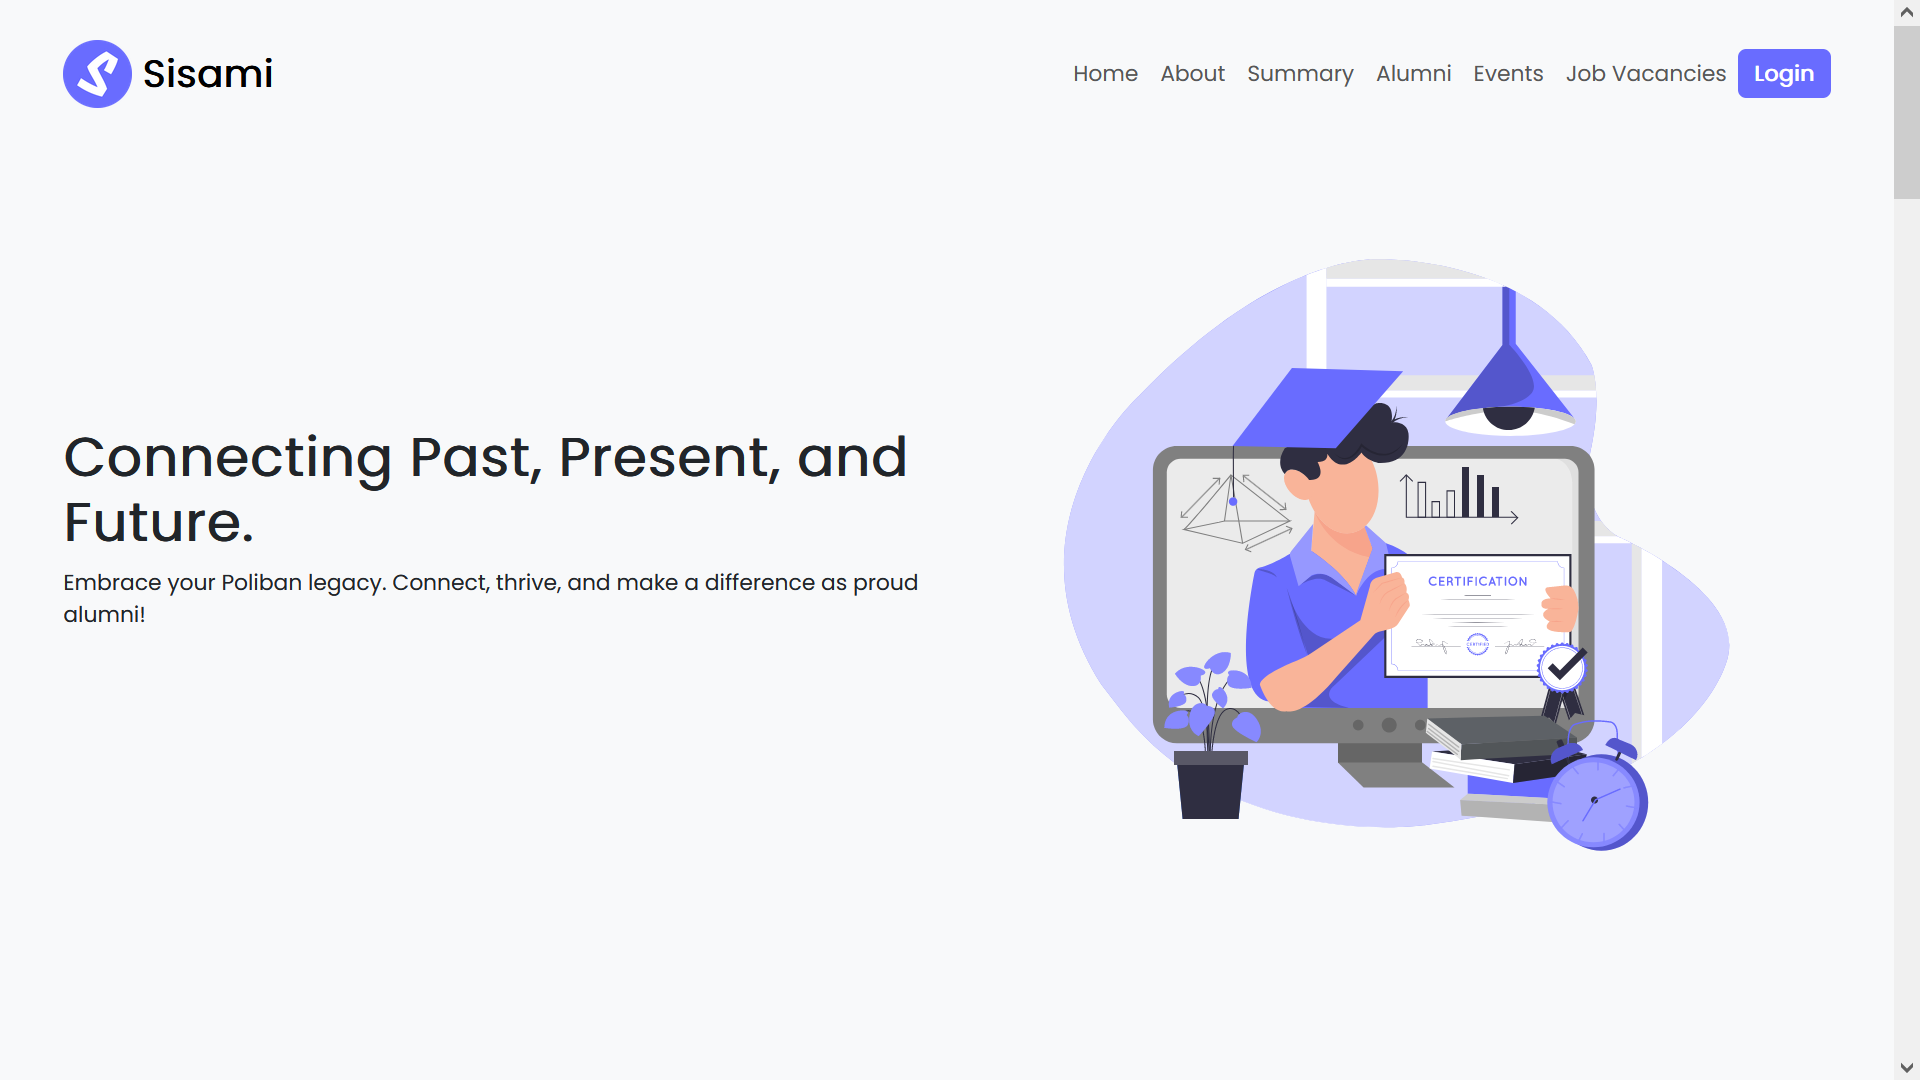 Sisami
Home About Summary Alumni Events Job Vacancies Login
Connecting Past, Present, and
Future.
Embrace your Poliban legacy. Connect, thrive, and make a difference as proud
alumni!
CERTIFICATION
CERTIFIED